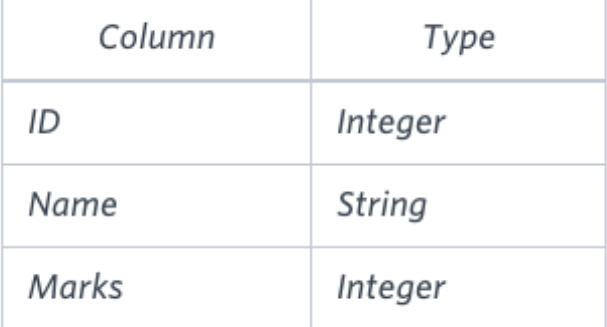 Column Type
ID Integer
Name String
Marks Integer